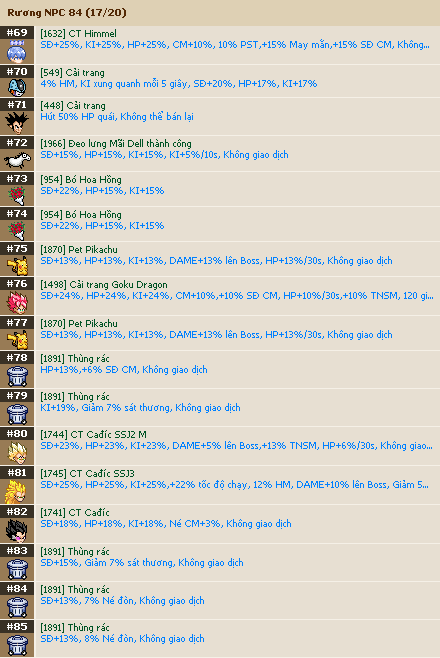 Rương NPC 84 (17/20)
#69
[1632] CT Himmel
SĐ+25%, KI+25%, HP+25%, CM+10%, 10% PST,+15% May mắn,+15% SĐ CM, Không...
#70
[549] Cải trang
4% HM, KI xung quanh mỗi 5 giây, SĐ+20%, HP+17%, KI+17%
#71
[448] Cải trang
Hút 50% HP quái, Không thể bán lại
#72
[1966] Đeo lưng Mãi Dell thành công
SĐ+15%, HP+15%, KI+15%, KI+5%/10s, Không giao dịch
#73
[954] Bó Hoa Hồng
SĐ+22%, HP+15%, KI+15%
#74
[954] Bó Hoa Hồng
SĐ+22%, HP+15%, KI+15%
#75
[1870] Pet Pikachu
SĐ+13%, HP+13%, KI+13%, DAME+13% lên Boss, HP+13%/30s, Không giao dịch
#76
[1498] Cải trang Goku Dragon
SĐ+24%, HP+24%, KI+24%, CM+10%,+10% SĐ CM, HP+10%/30s,+10% TNSM, 120 gi...
#77
[1870] Pet Pikachu
SĐ+13%, HP+13%, KI+13%, DAME+13% lên Boss, HP+13%/30s, Không giao dịch
#78
[1891] Thùng rác
HP+13%,+6% SĐ CM, Không giao dịch
#79
[1891] Thùng rác
KI+19%, Giảm 7% sát thương, Không giao dịch
#80
[1744] CT Cađíc SSJ2 M
SĐ+23%, HP+23%, KI+23%, DAME+5% lên Boss,+13% TNSM, HP+6%/30s, Không giao...
#81
[1745] CT Cađíc SSJ3
SĐ+25%, HP+25%, KI+25%,+22% tốc độ chạy, 12% HM, DAME+10% lên Boss, Giảm 5...
#82
[1741] CT Cađíc
SĐ+18%, HP+18%, KI+18%, Né CM+3%, Không giao dịch
#83
[1891] Thùng rác
SĐ+15%, Giảm 7% sát thương, Không giao dịch
#84
[1891] Thùng rác
SĐ+13%, 7% Né đòn, Không giao dịch
#85
[1891] Thùng rác
SĐ+13%, 8% Né đòn, Không giao dịch